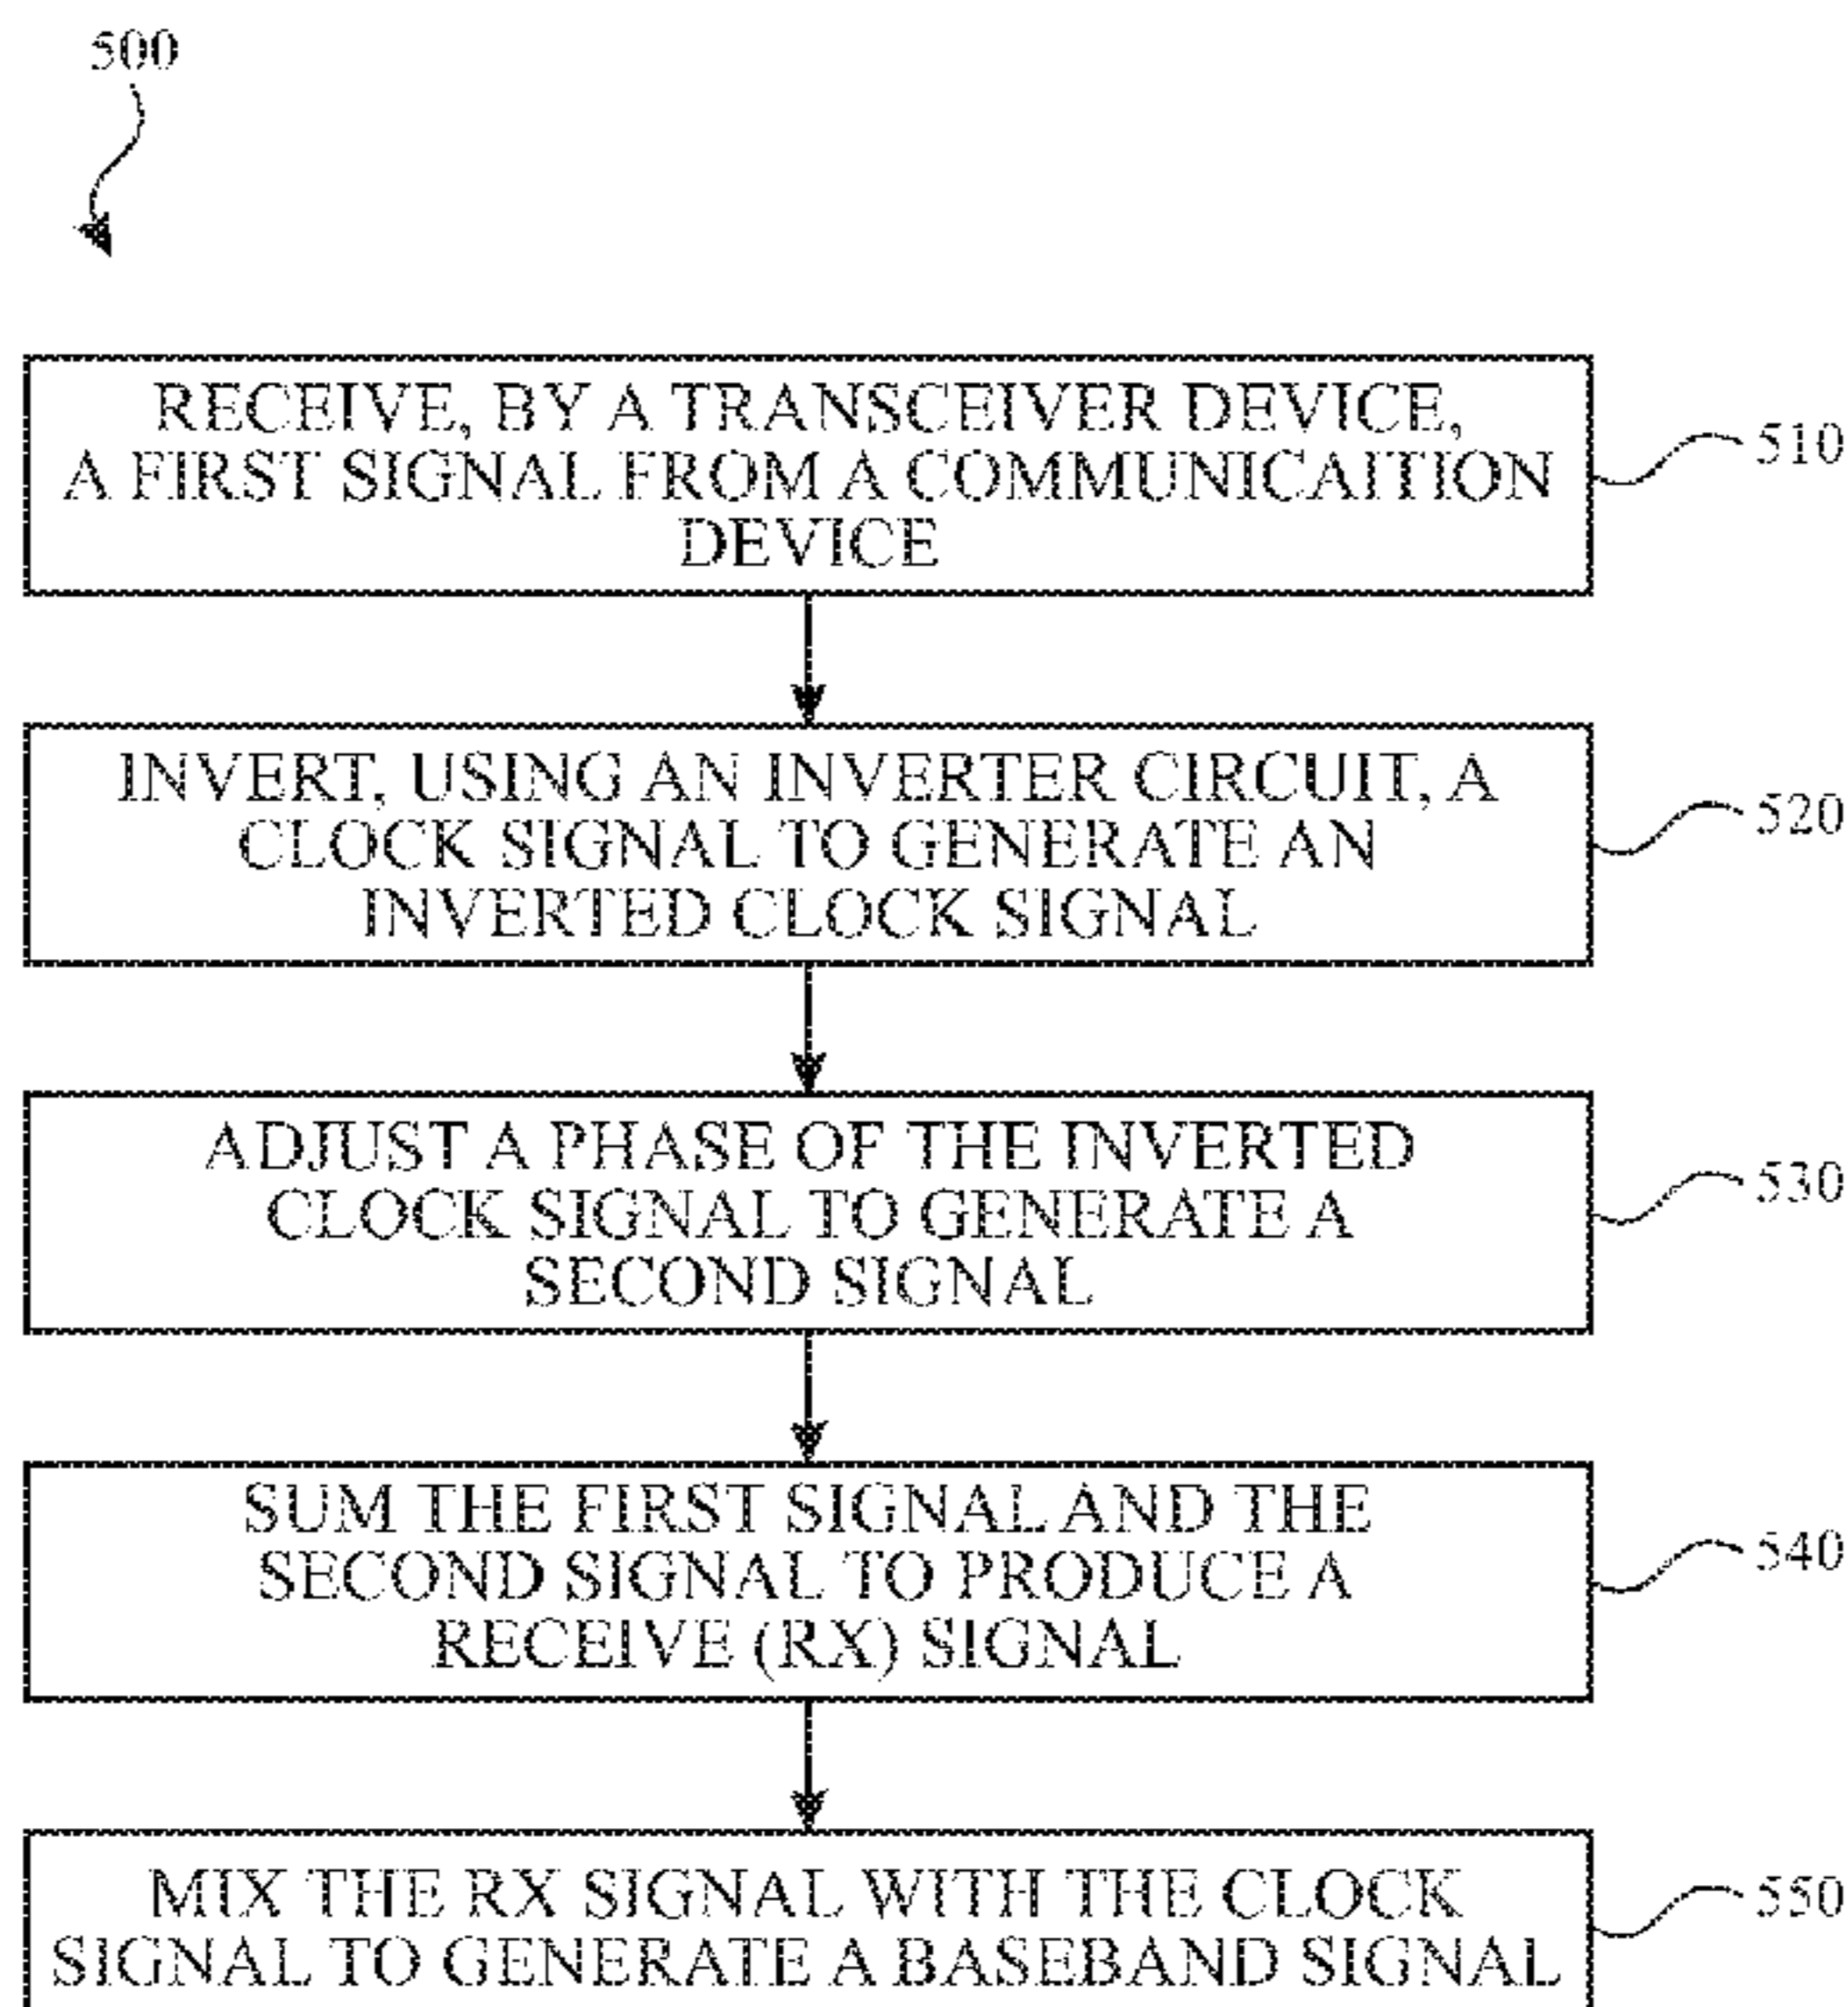 500
RECEIVE, BY A TRANSCEIVER DEVICE,
A FIRST SIGNAL FROM A COMMUNICAITION
DEVICE
510
INVERT, USING AN INVERTER CIRCUIT, A
CLOCK SIGNAL TO GENERATE AN
INVERTED CLOCK SIGNAL
520
ADJUST A PHASE OF THE INVERTED
CLOCK SIGNAL TO GENERATE A
SECOND SIGNAL
530
SUM THE FIRST SIGNAL AND THE
SECOND SIGNAL TO PRODUCE A
RECEIVE (RX) SIGNAL
540
MIX THE RX SIGNAL WITH THE CLOCK
SIGNAL TO GENERATE A BASEBAND SIGNAL
550